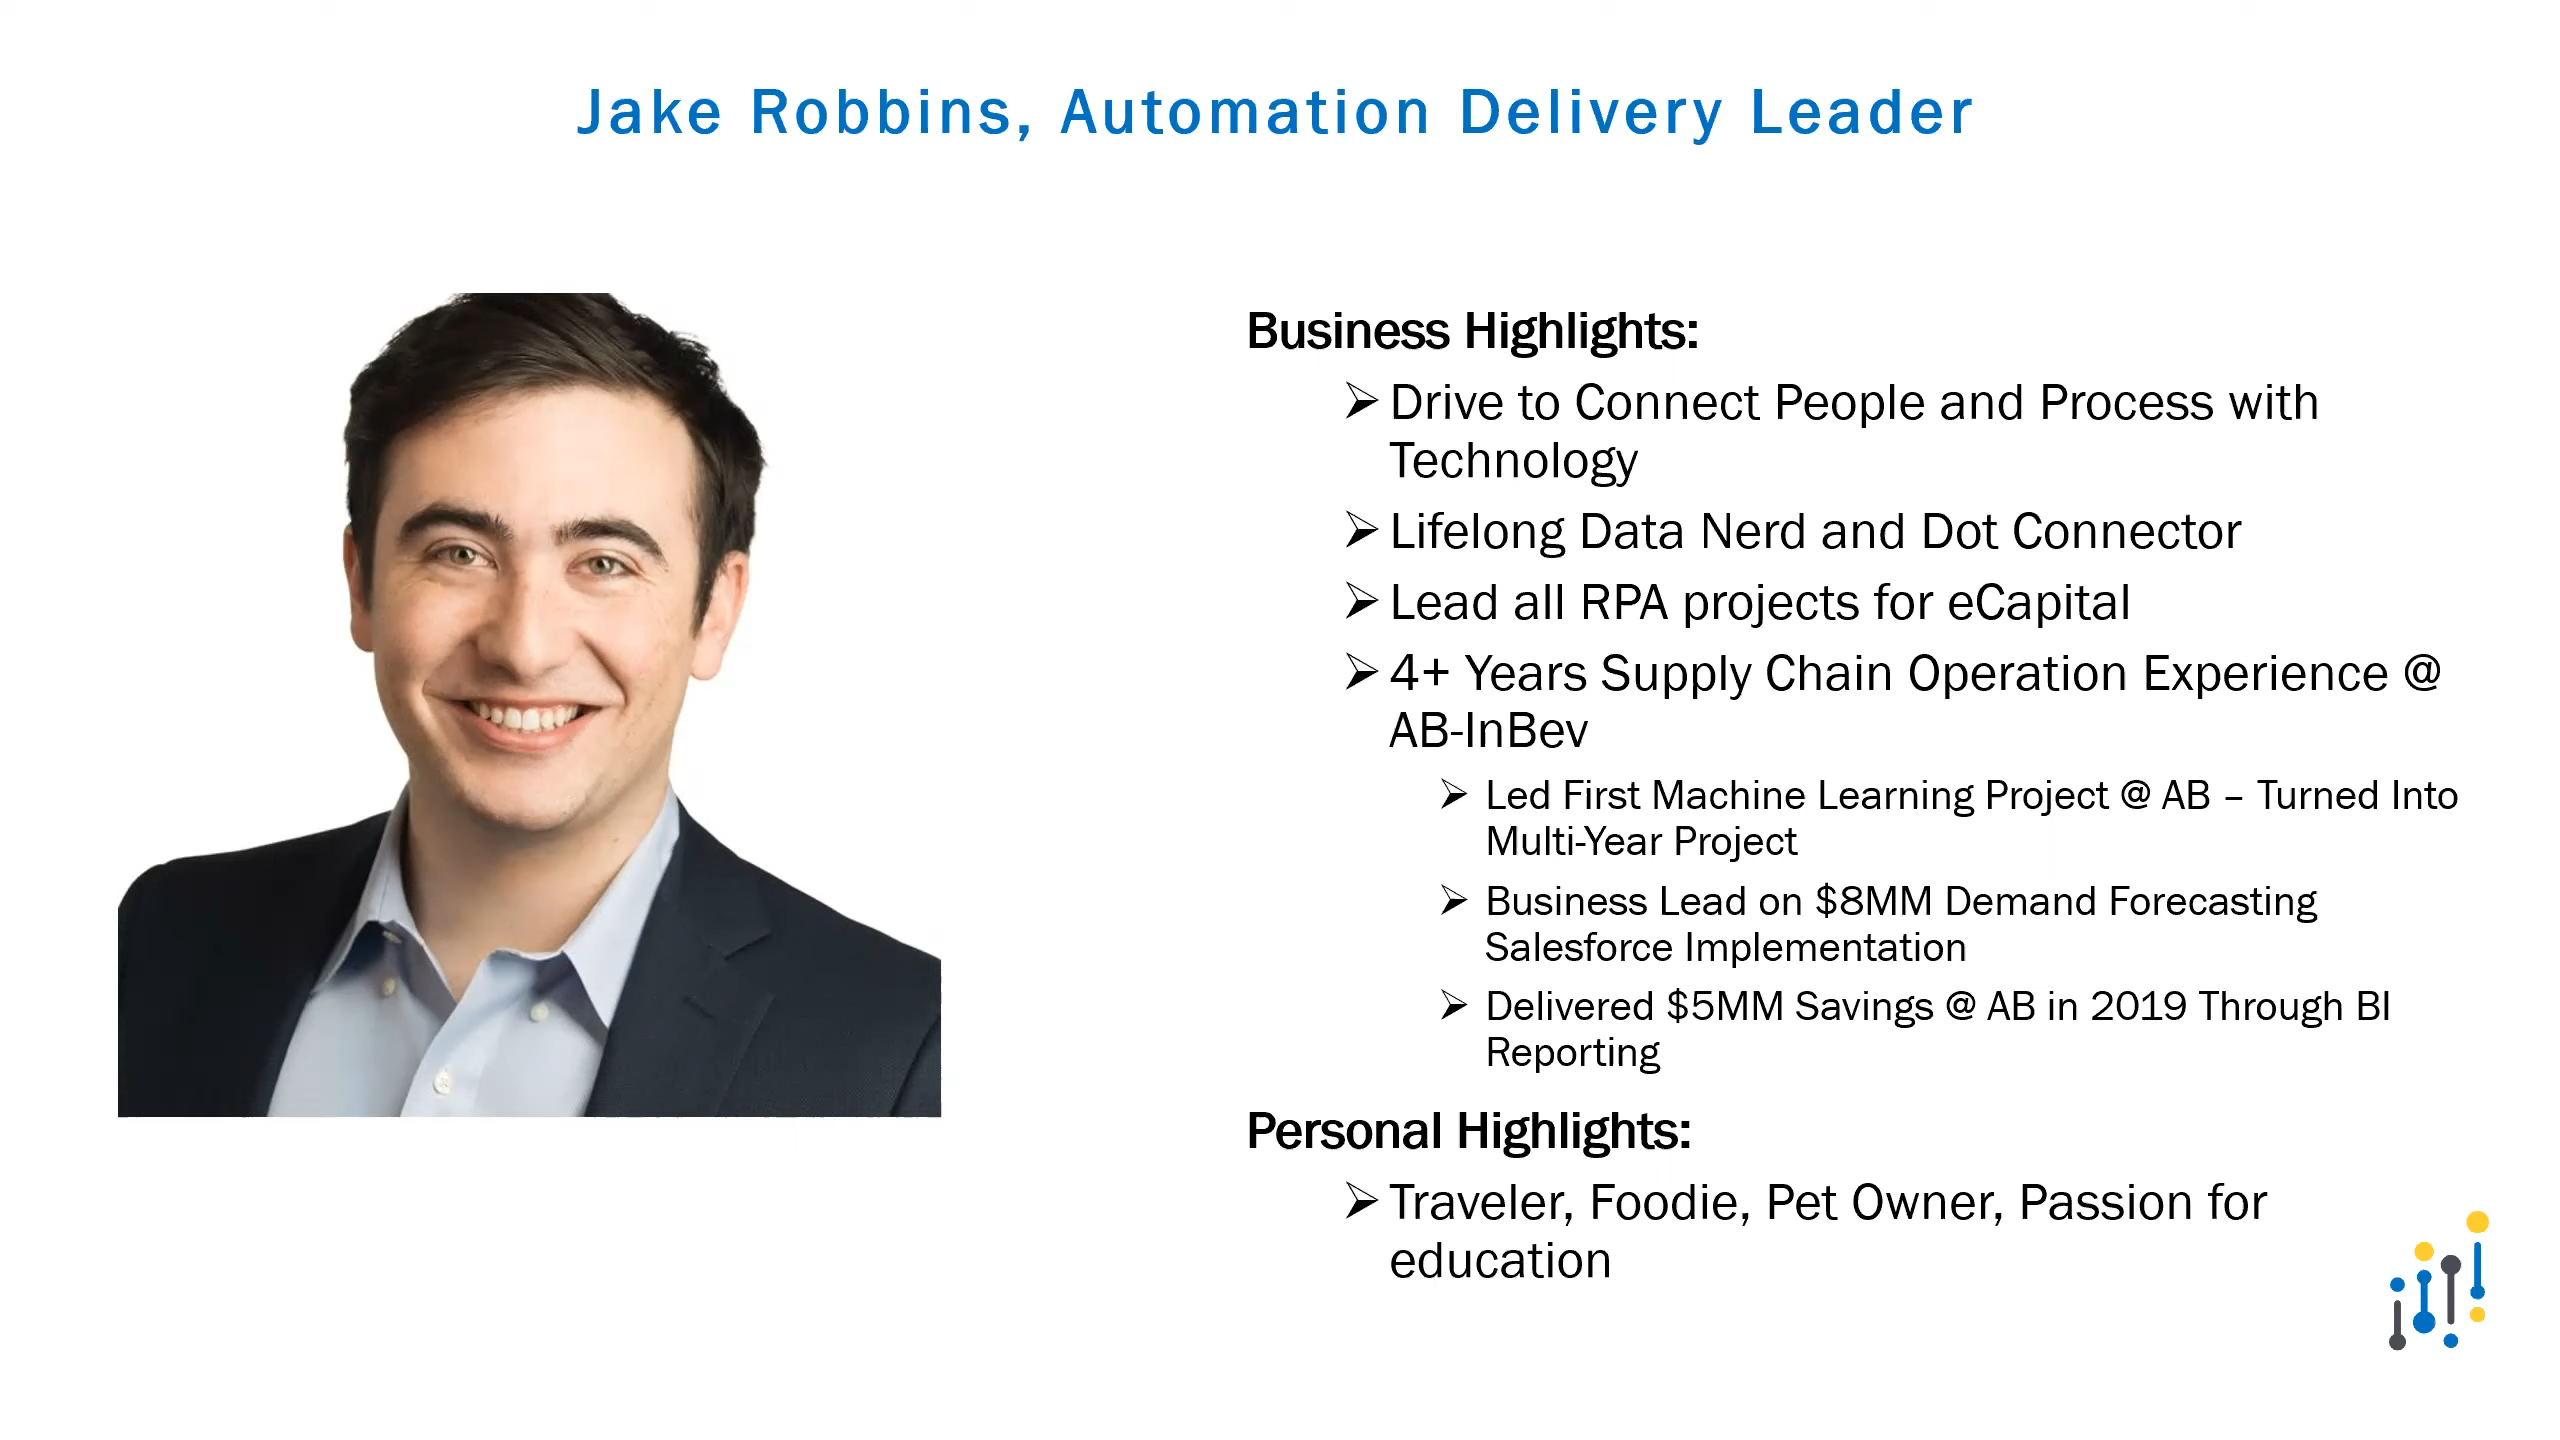 Jake Robbins, Automation Delivery Leader
Business Highlights:
Drive to Connect People and Process with
Technology
Lifelong Data Nerd and Dot Connector
Lead all RPA projects for eCapital
4+ Years Supply Chain Operation Experience @
AB-InBev
Led First Machine Learning Project @ AB – Turned Into
Multi-Year Project
Business Lead on $8MM Demand Forecasting
Salesforce Implementation
Delivered $5MM Savings @ AB in 2019 Through BI
Reporting
Personal Highlights:
Traveler, Foodie, Pet Owner, Passion for
education